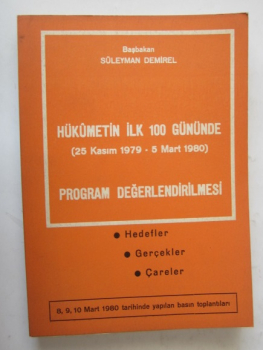 Başbakan
SÜLEYMAN DEMİREL
HÜKÛMETİN İLK 100 GÜNÜNDE
(25 Kasım 1979 - 5 Mart 1980)
PROGRAM DEĞERLENDİRİLMESİ
● Hedefler
● Gerçekler
● Çareler
8, 9, 10 Mart 1980 tarihinde yapılan basın toplantıları